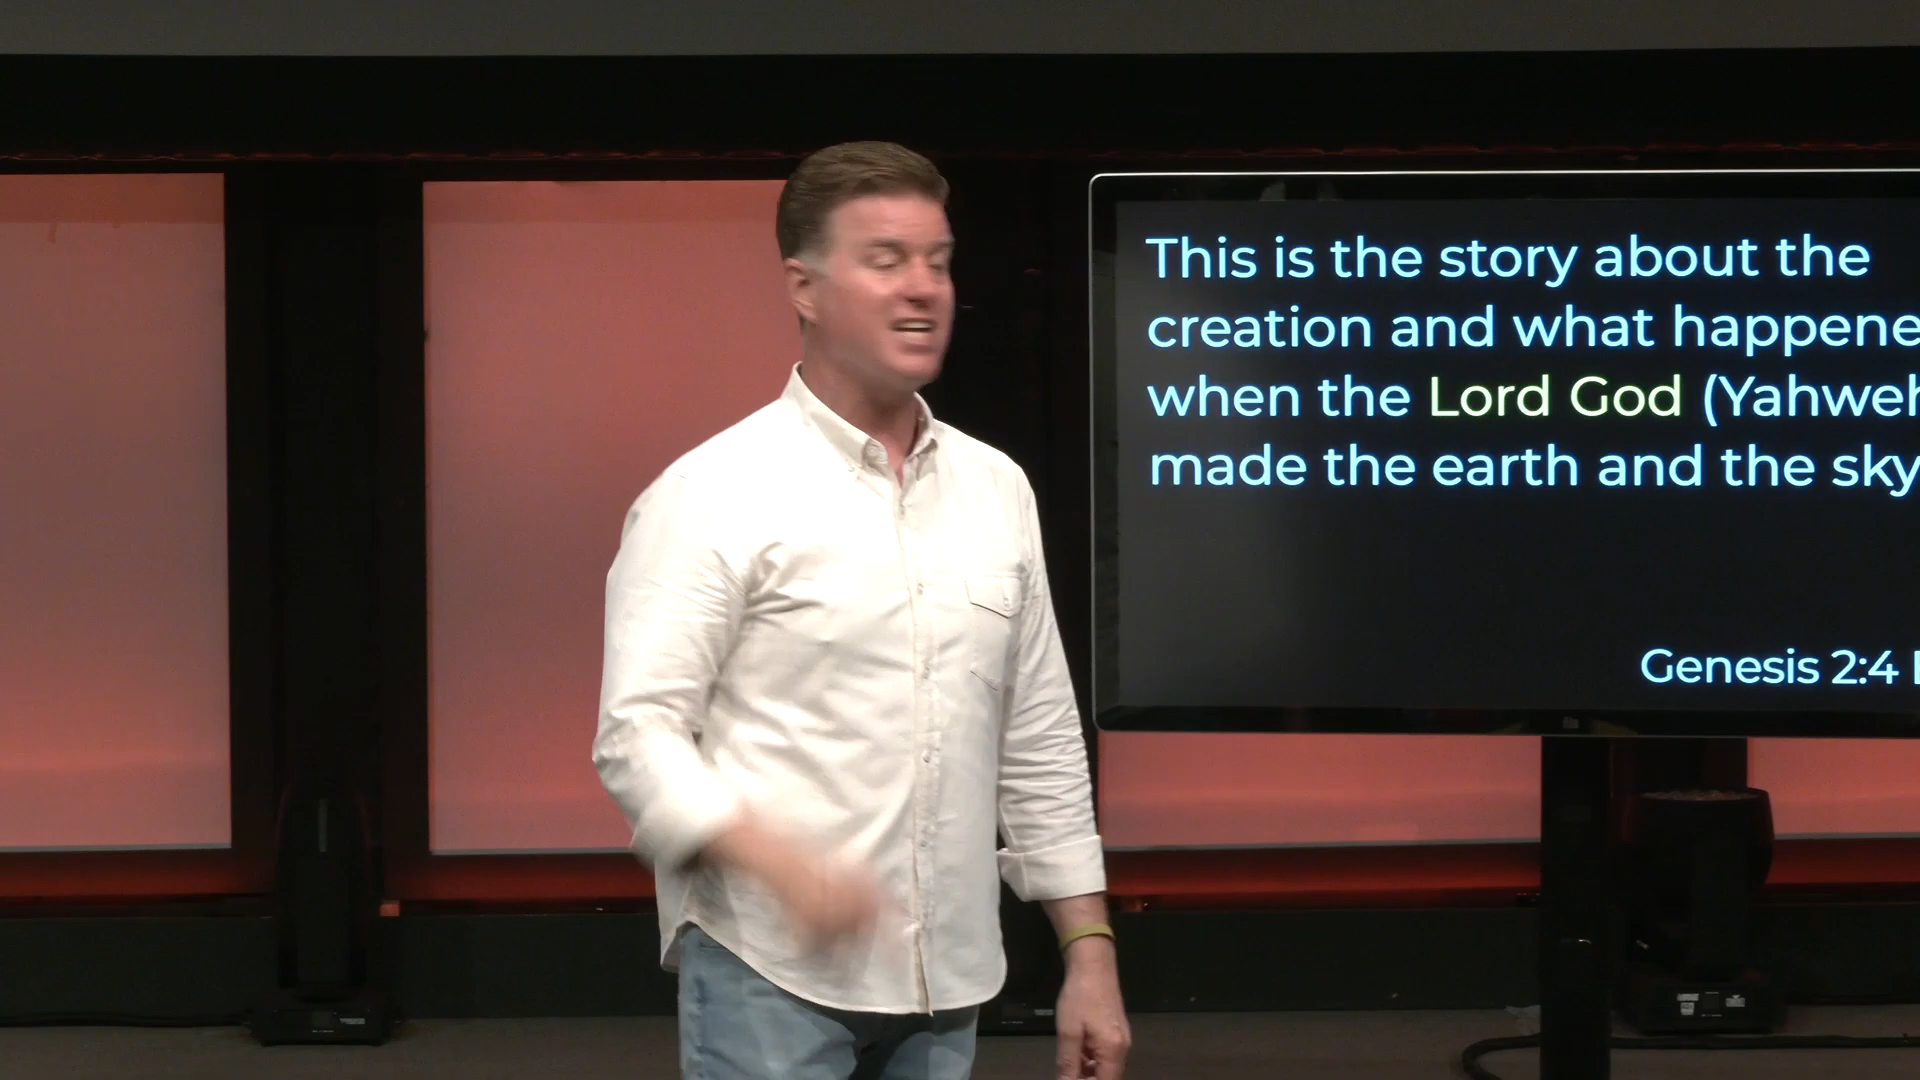 This is the story about the
creation and what happene
when the Lord God (Yahweh
made the earth and the sky
Genesis 2:4